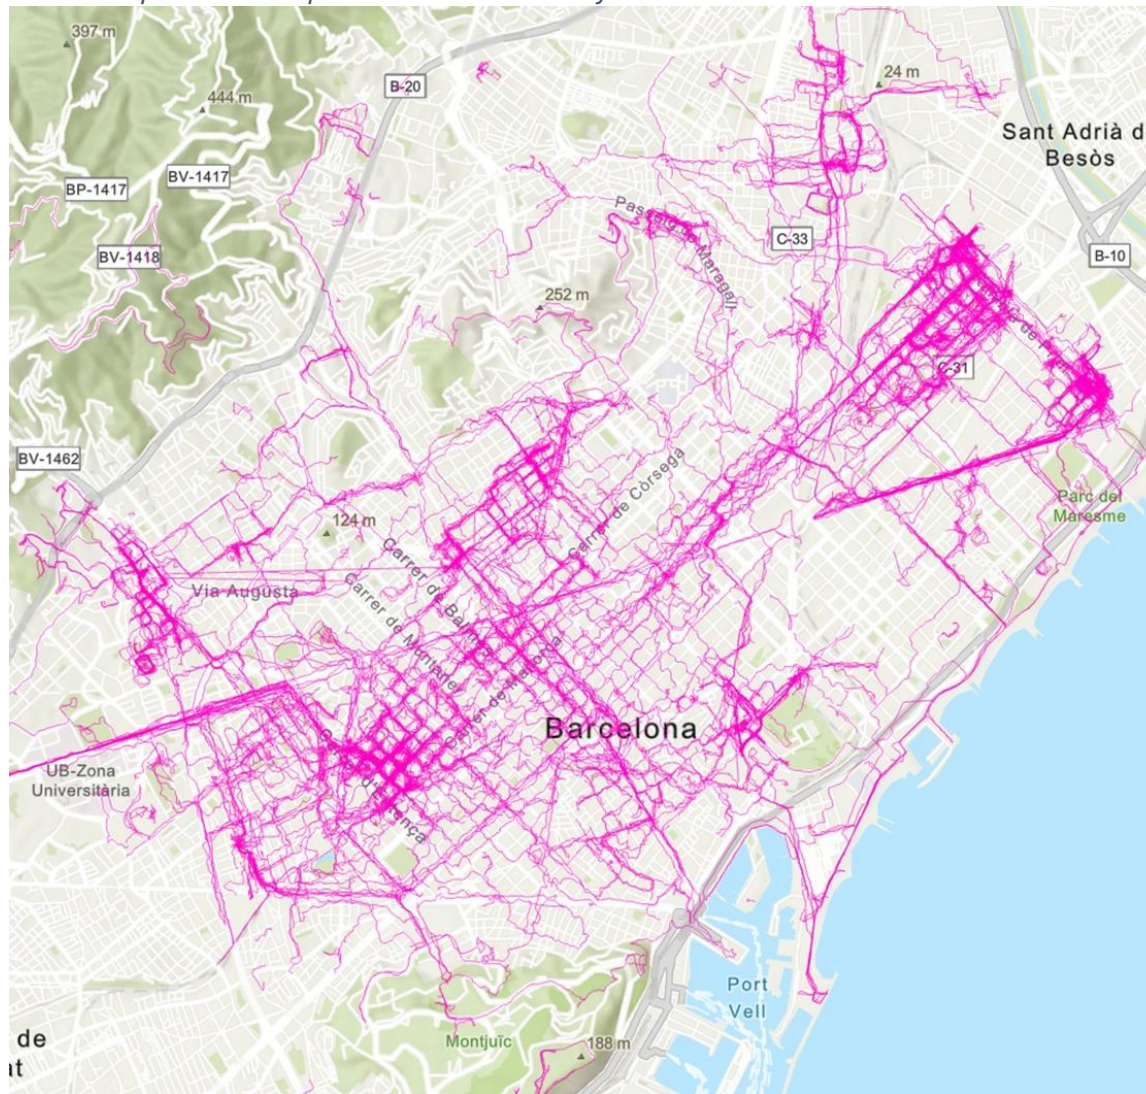 397 m
B-20
24 m
444 m
Sant Adrià d
Besòs
BP-1417
BV-1417
C-33
BV-1418
B-10
252 m
C-31
BV-1462
Carrer de Còrsega
Parc del
Maresme
124 m
Via Augusta
Carrer de Muntaner
Carrer de Mallorca
Barcelona
UB-Zona
Universitària
Port
Vell
Montjuïc
188 m
de
at